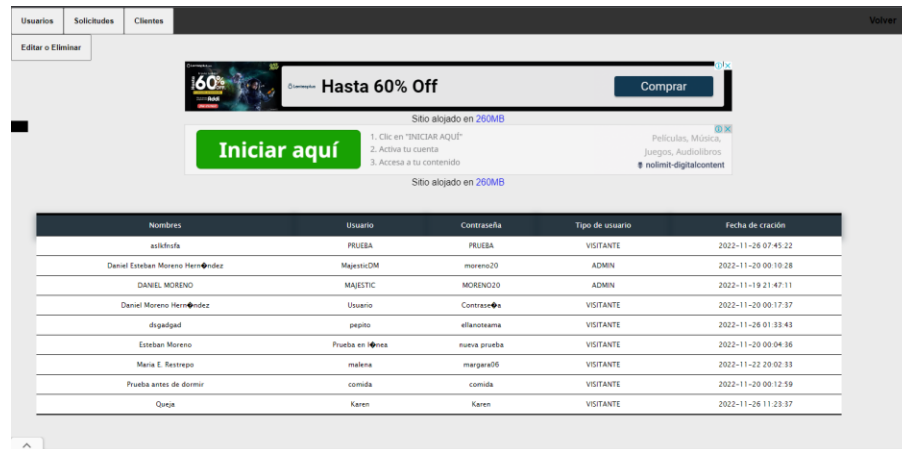 Usuarios Solicitudes Clientes Volver
Editar o Eliminar
60%
Hasta 60% Off
Comprar
Sitio alojado en 260MB
Iniciar aquí
1. Clic en "INICIAR AQUÍ"
2. Activa tu cuenta
3. Accesa a tu contenido
Películas, Música,
Juegos, Audiolibros
nolimit-digitalcontent
Sitio alojado en 260MB
Nombres Usuario Contraseña Tipo de usuario Fecha de cración
aslkfnsfa PRUEBA PRUEBA VISITANTE 2022-11-26 07:45:22
Daniel Esteban Moreno Hern�ndez MajesticDM moreno20 ADMIN 2022-11-20 00:10:28
DANIEL MORENO MAJESTIC MORENO20 ADMIN 2022-11-19 21:47:11
Daniel Moreno Hern�ndez Usuario Contrase�a VISITANTE 2022-11-20 00:17:37
dsgadgad pepito ellanoteama VISITANTE 2022-11-26 01:33:43
Esteban Moreno Prueba en l�nea nueva prueba VISITANTE 2022-11-20 00:04:36
Maria E. Restrepo malena margara06 VISITANTE 2022-11-22 20:02:33
Prueba antes de dormir comida comida VISITANTE 2022-11-20 00:12:59
Queja Karen Karen VISITANTE 2022-11-26 11:23:37